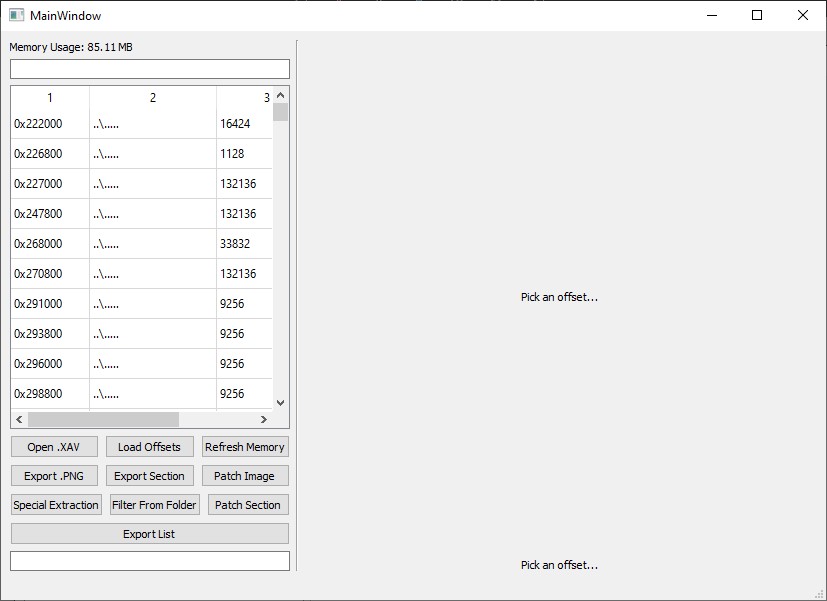 MainWindow
Memory Usage: 85.11 MB
1 2 3
0x222000 ..\..... 16424
0x226800 ..\..... 1128
0x227000 ..\..... 132136
0x247800 ..\..... 132136
0x268000 ..\..... 33832
0x270800 ..\..... 132136
0x291000 ..\..... 9256
0x293800 ..\..... 9256
0x296000 ..\..... 9256
0x298800 ..\..... 9256
Open .XAV Load Offsets Refresh Memory
Export .PNG Export Section Patch Image
Special Extraction Filter From Folder Patch Section
Export List
Pick an offset...
Pick an offset...